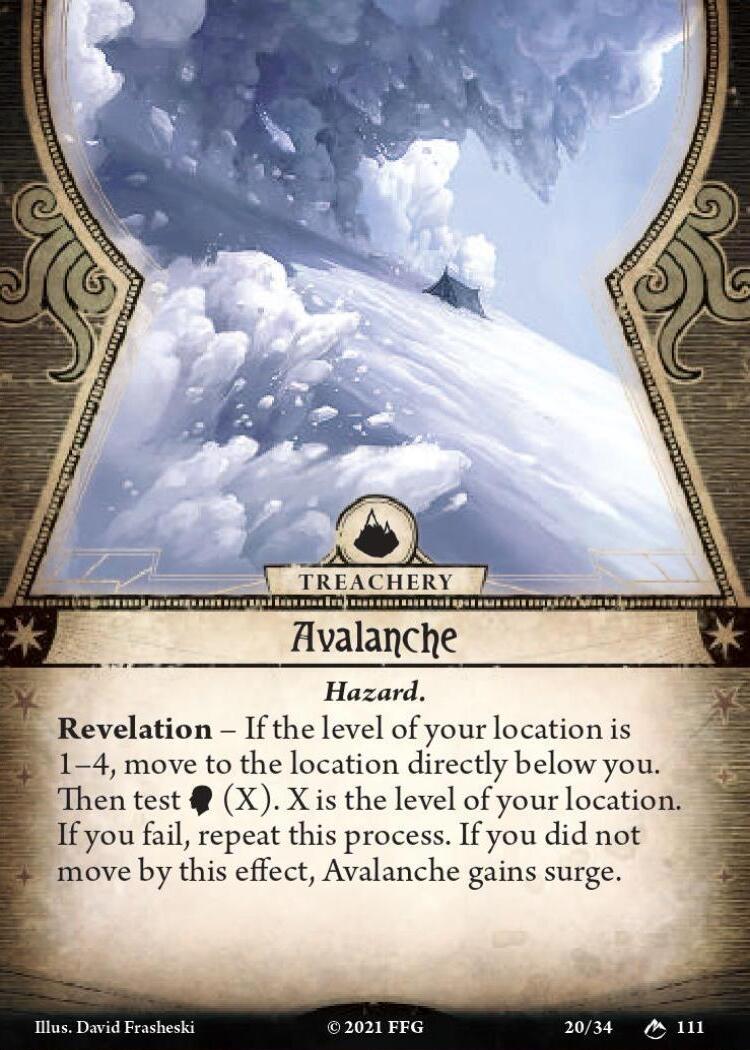 TREACHERY
Avalanche
Hazard.
Revelation – If the level of your location is
1–4, move to the location directly below you.
Then test (X). X is the level of your location.
If you fail, repeat this process. If you did not
move by this effect, Avalanche gains surge.
Illus. David Frasheski
© 2021 FFG
20/34
111